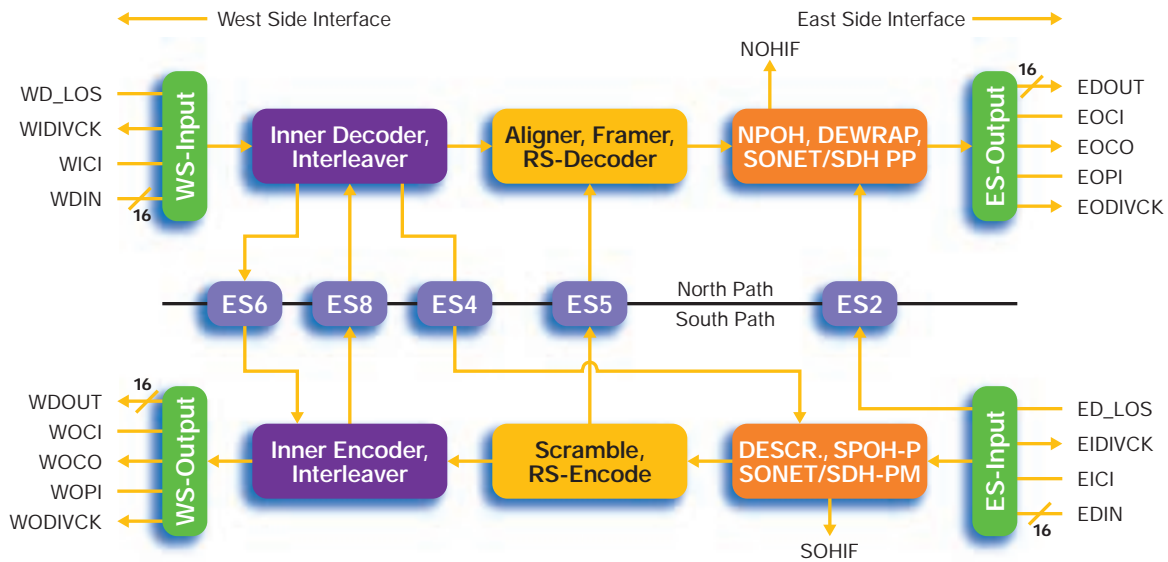 West Side Interface
East Side Interface
NOHIF
16
WD_LOS
WIDIVCK
WICI
WDIN
16
WS-Input
Inner Decoder,
Interleaver
Aligner, Framer,
RS-Decoder
NPOH, DEWRAP,
SONET/SDH PP
ES-Output
EDOUT
EOCI
EOCO
EOPI
EODIVCK
ES6
ES8
ES4
ES5
North Path
South Path
ES2
16
WDOUT
WOCI
WOCO
WOPI
WODIVCK
WS-Output
Inner Encoder,
Interleaver
Scramble,
RS-Encode
DESCR., SPOH-P
SONET/SDH-PM
ES-Input
ED_LOS
EIDIVCK
EICI
EDIN
16
SOHIF